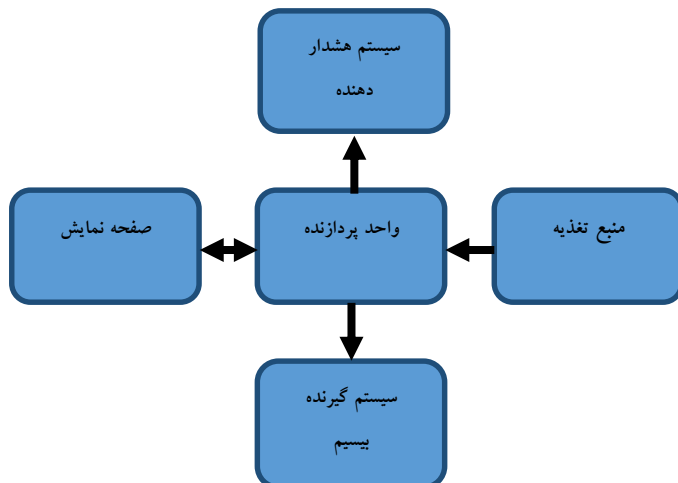 سیستم هشدار
دهنده
منبع تغذیه
واحد پردازنده
صفحه نمایش
سیستم گیرنده
بیسیم